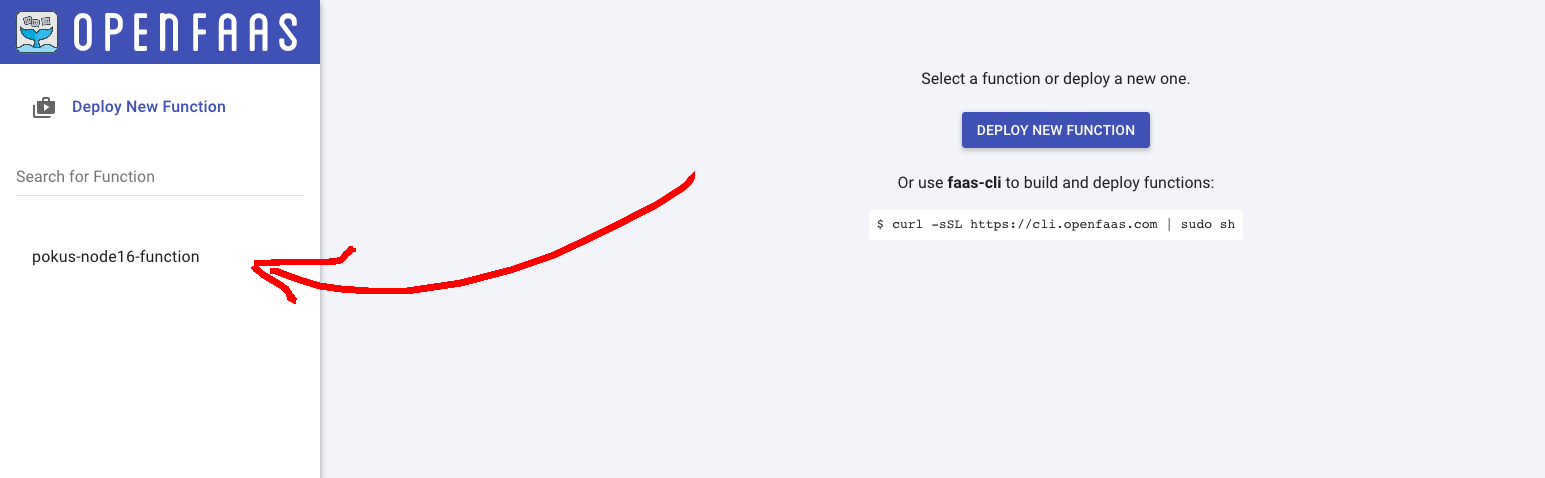 OPENFAAS
Deploy New Function
Search for Function
pokus-node16-function
Select a function or deploy a new one.
DEPLOY NEW FUNCTION
Or use faas-cli to build and deploy functions:
$ curl -sSL https://cli.openfaas.com | sudo sh